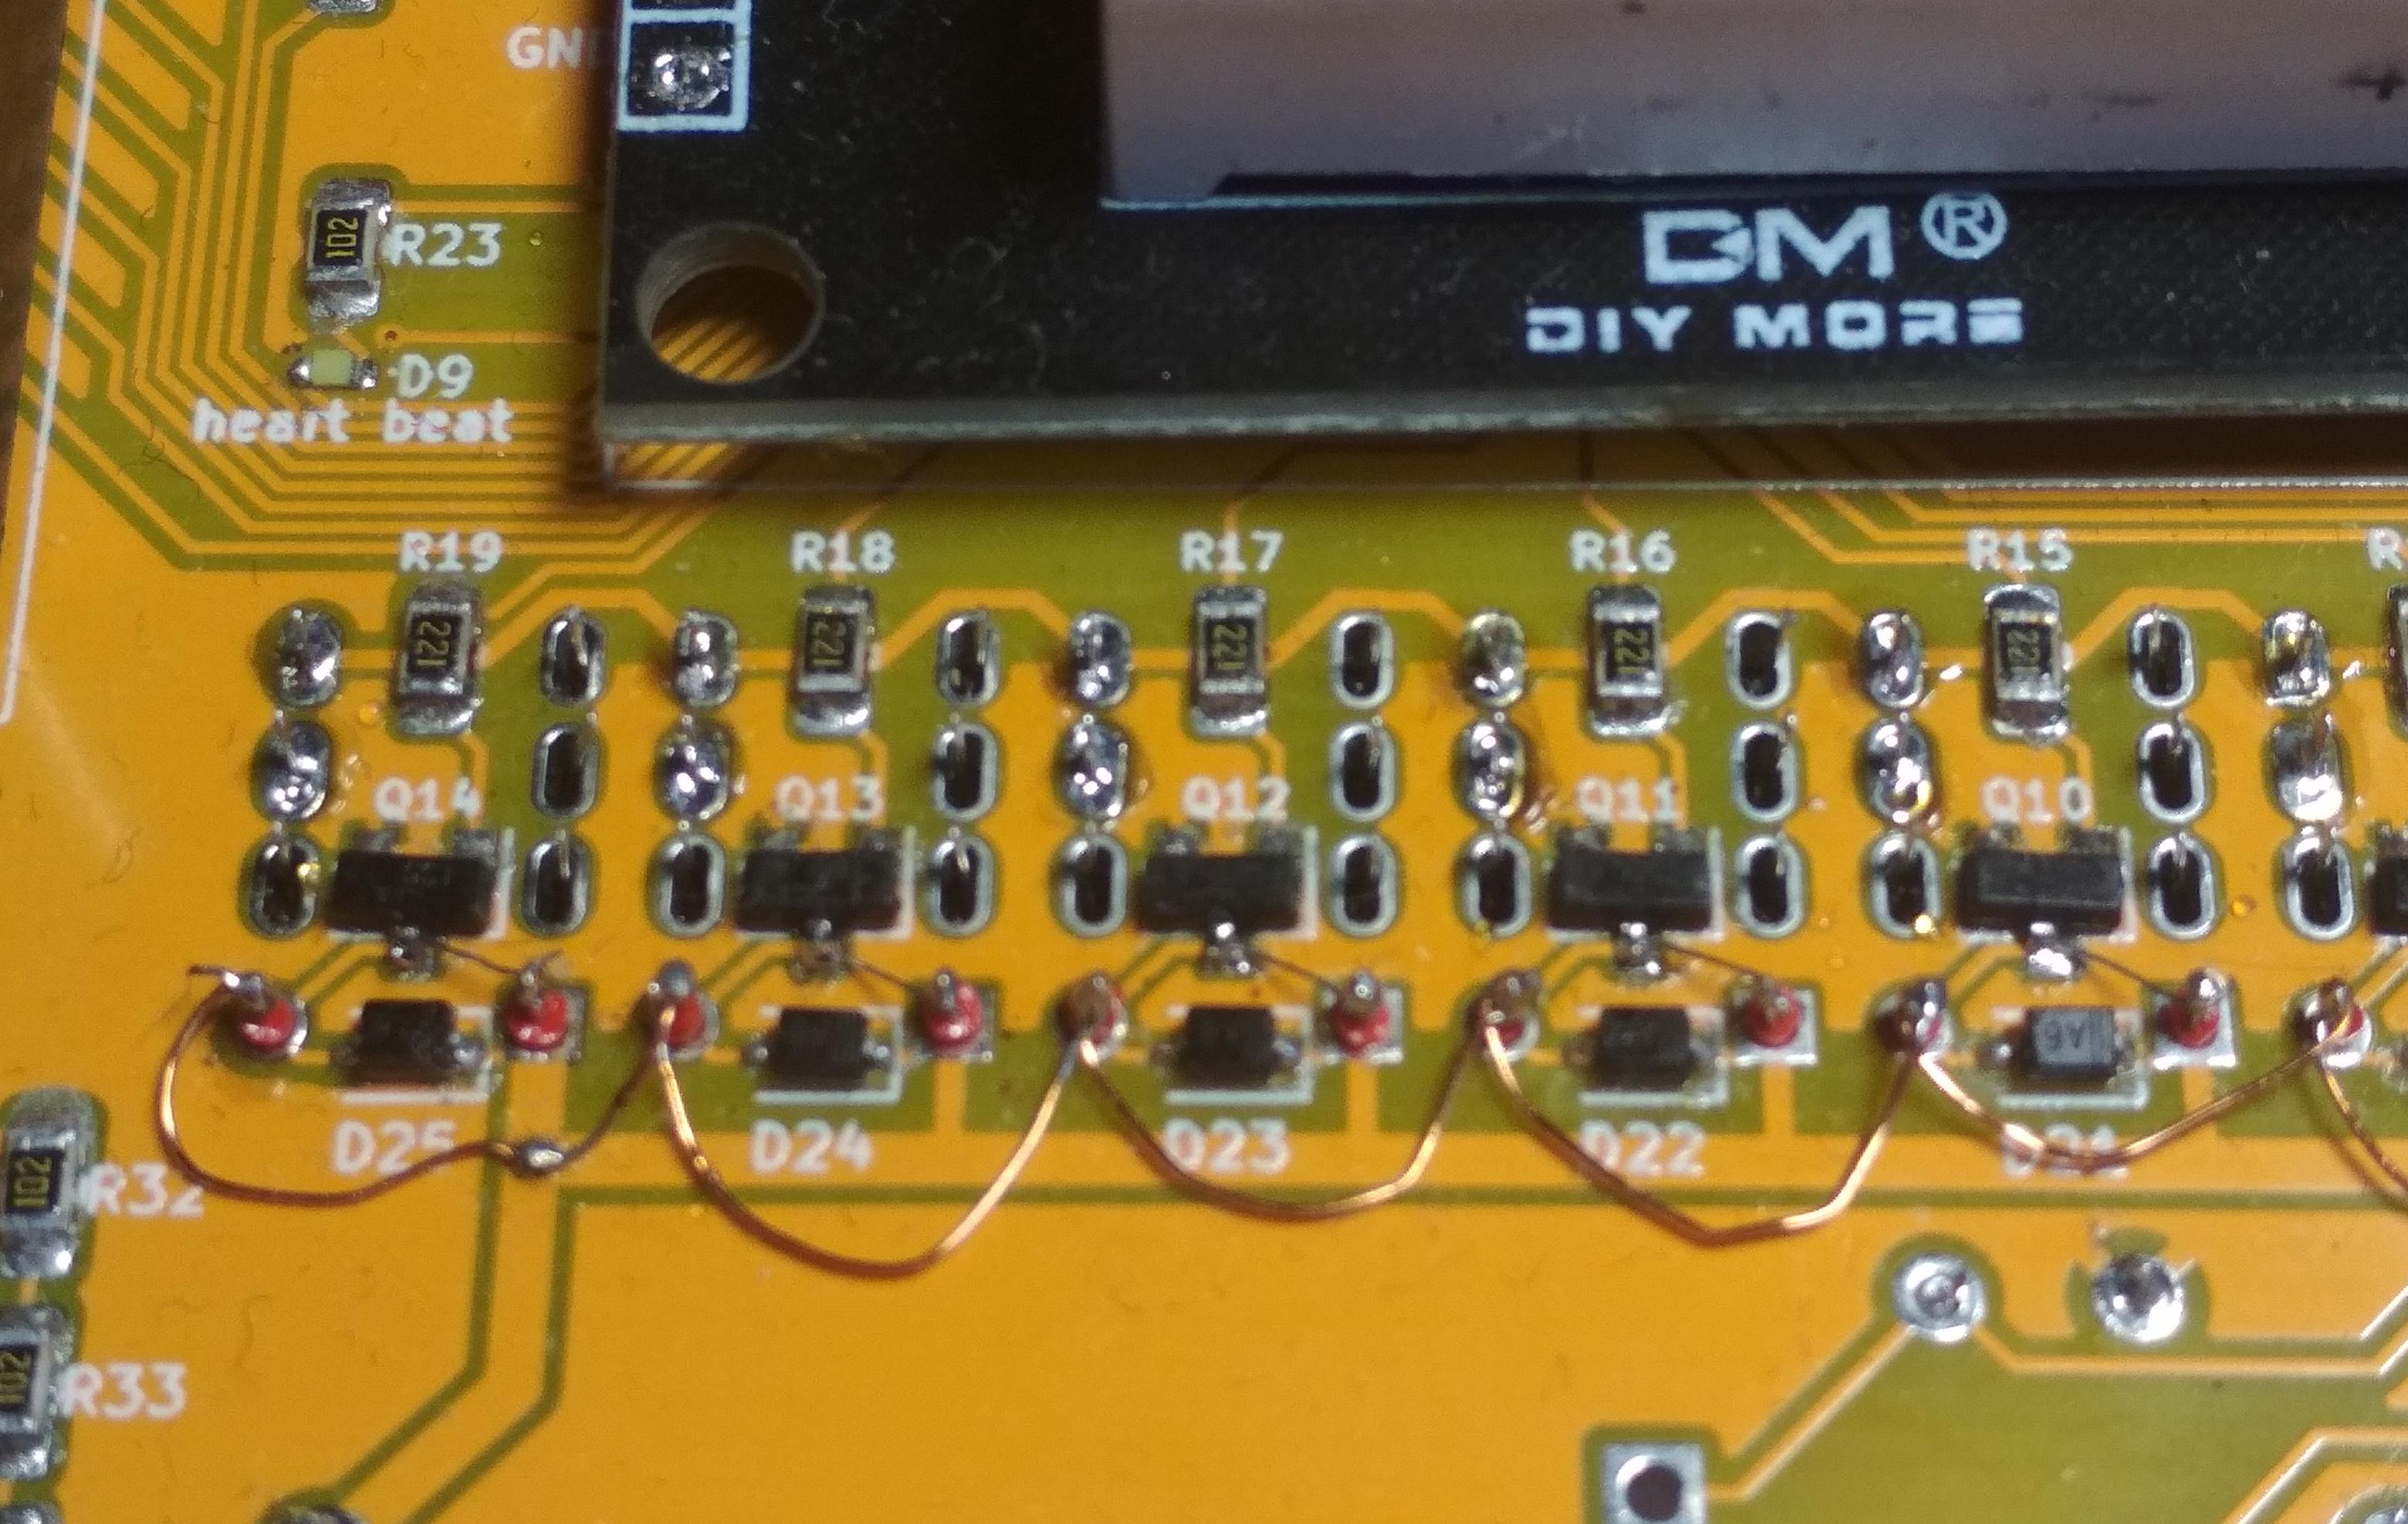 GN
102
R23
D9
heart beat
DM®
DIY MORE
R19
R18
R17
R16
R15
221
221
221
221
221
Q14
Q13
Q12
Q11
Q10
A6
D25
D24
D23
D22
D21
102
R32
102
R33